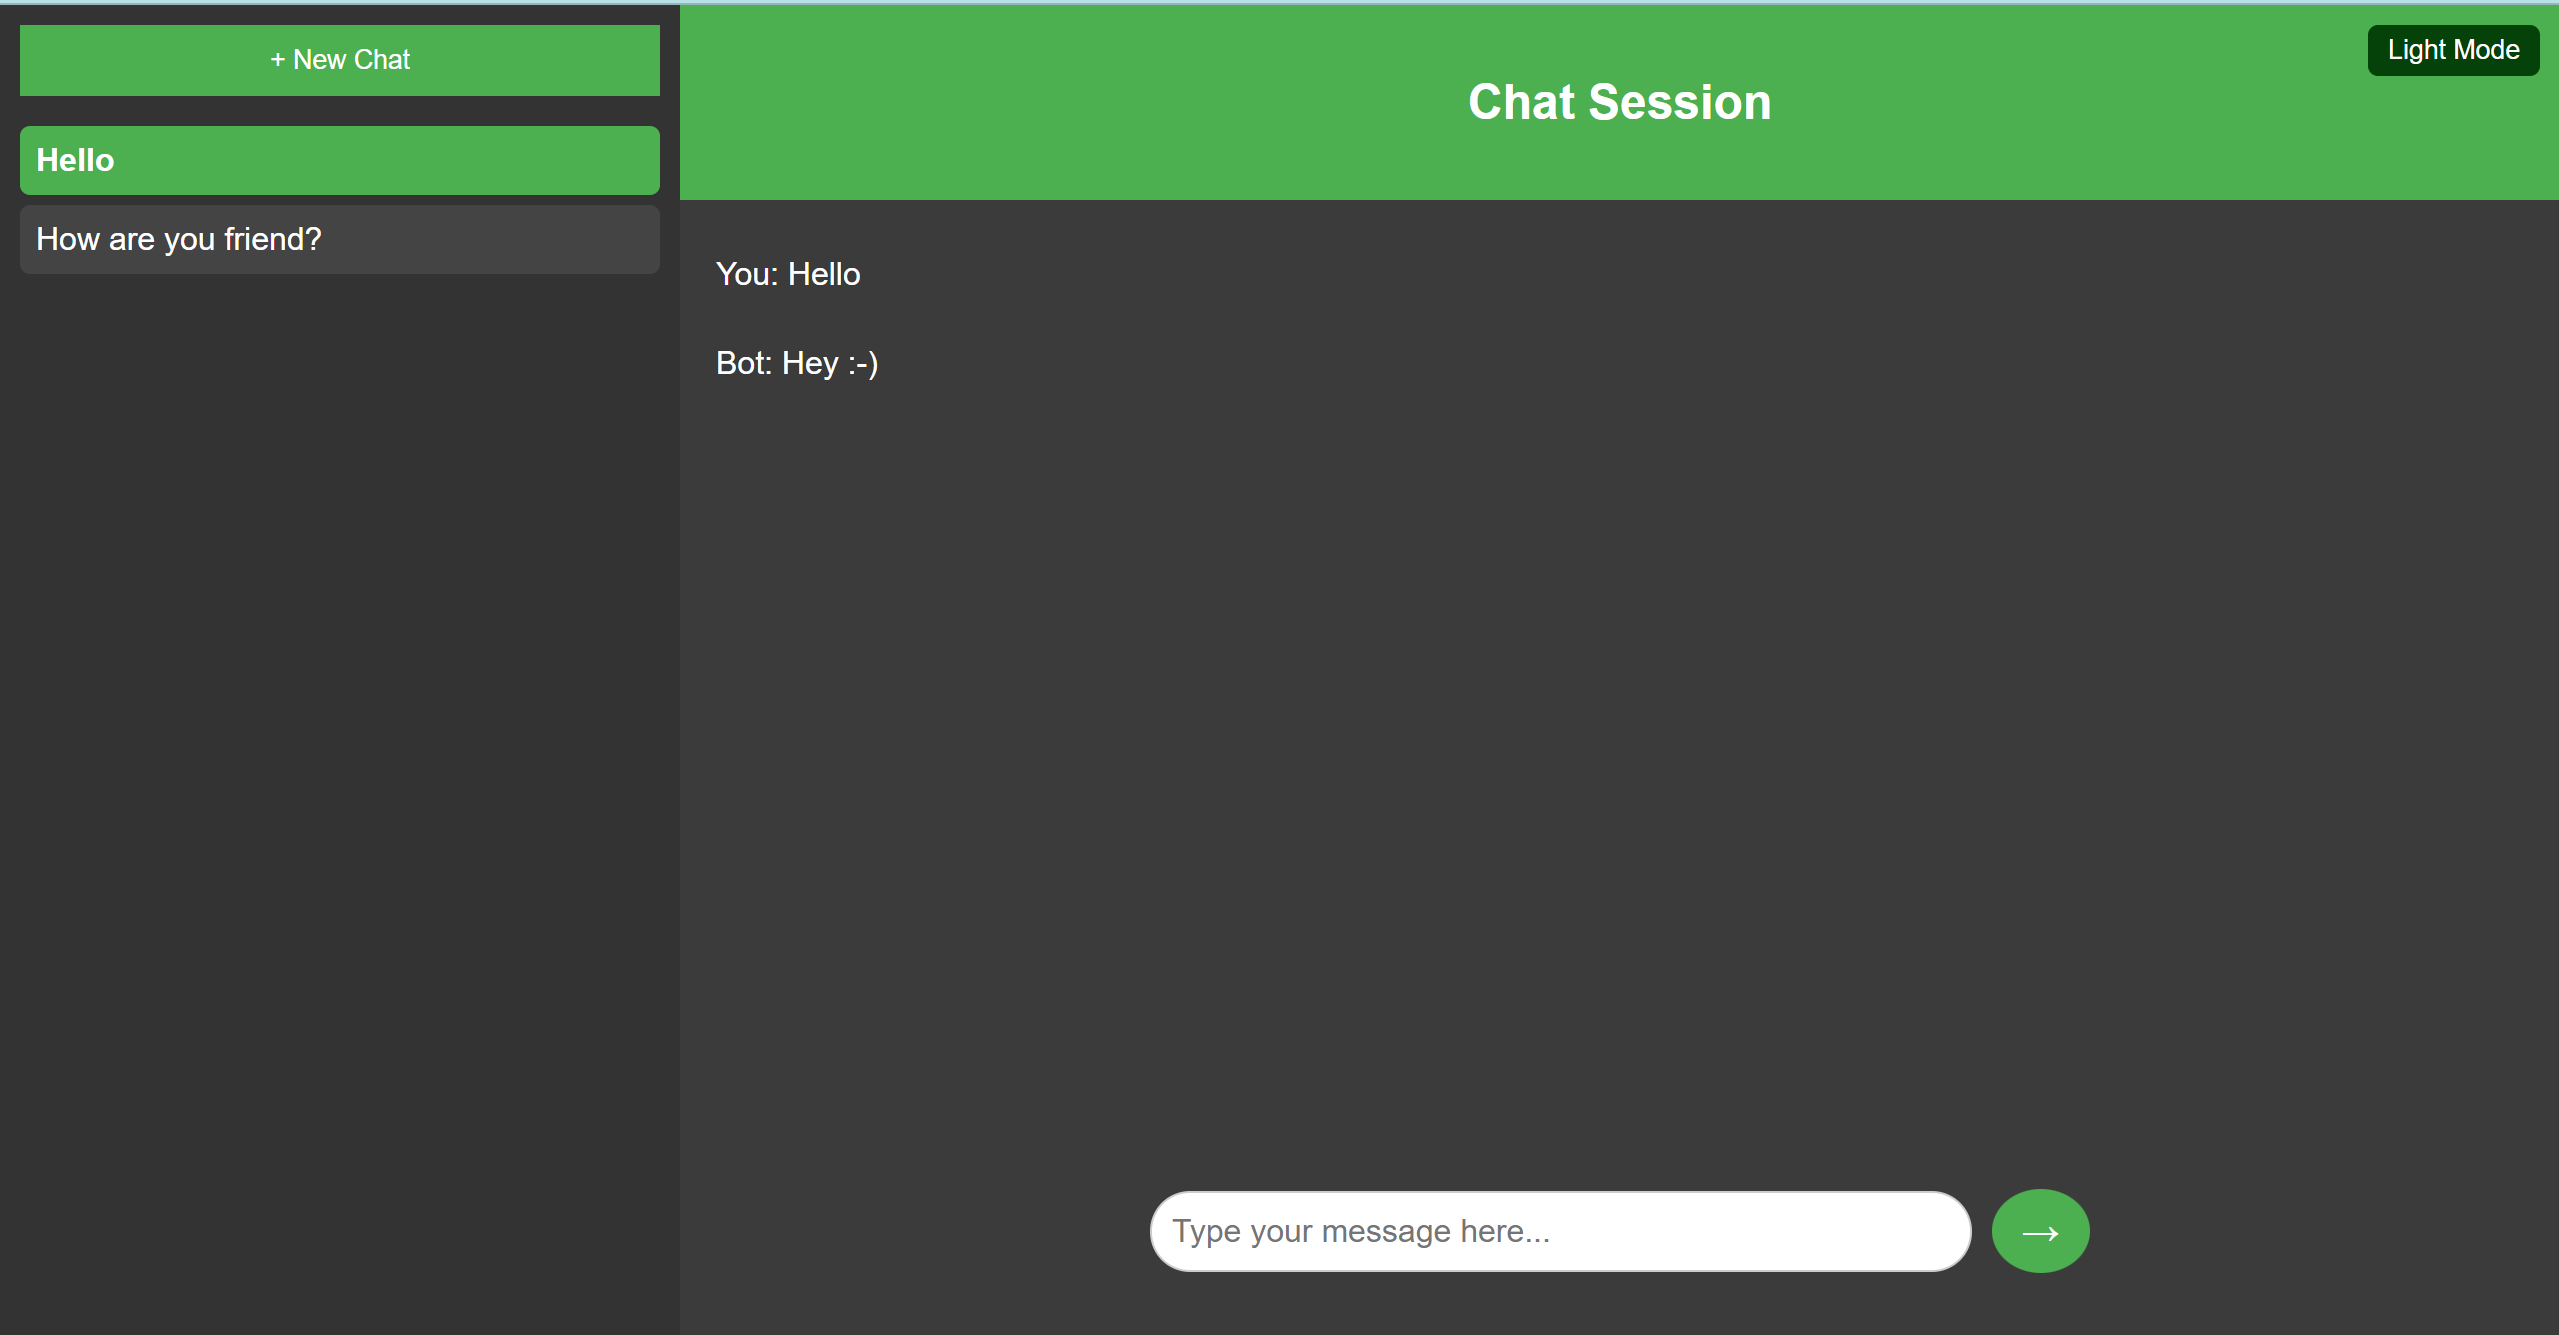 + New Chat
Hello
How are you friend?
Light Mode
Chat Session
You: Hello
Bot: Hey :-)
Type your message here...
→